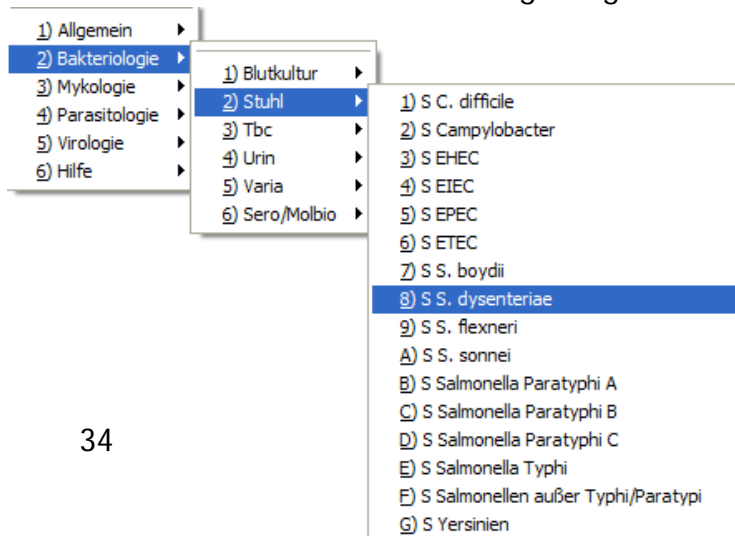 1) Allgemein
2) Bakteriologie
3) Mykologie
4) Parasitologie
5) Virologie
6) Hilfe
1) Blutkultur
2) Stuhl
3) Tbc
4) Urin
5) Varia
6) Sero/Molbio
1) S C. difficile
2) S Campylobacter
3) S EHEC
4) S EIEC
5) S EPEC
6) S ETEC
7) S S. boydii
8) S S. dysenteriae
9) S S. flexneri
A) S S. sonnei
B) S Salmonella Paratyphi A
C) S Salmonella Paratyphi B
D) S Salmonella Paratyphi C
E) S Salmonella Typhi
F) S Salmonellen außer Typhi/Paratypi
G) S Yersinien
34